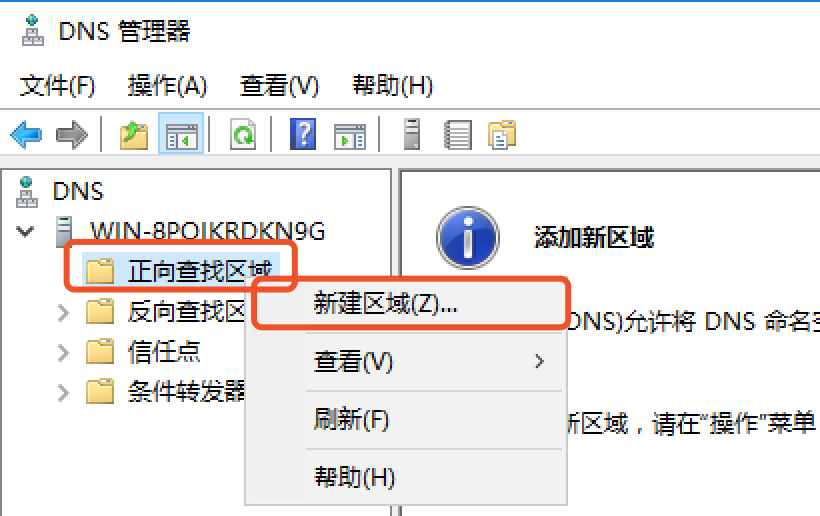 DNS 管理器
文件(F) 操作(A) 查看(V) 帮助(H)
DNS
WIN-8POIKRDKN9G
添加新区域
正向查找区域
新建区域(Z)...
反向查找区
DNS)允许将 DNS 命名
信任点
查看(V)
条件转发器
刷新(F)
新区域，请在“操作”菜单
帮助(H)